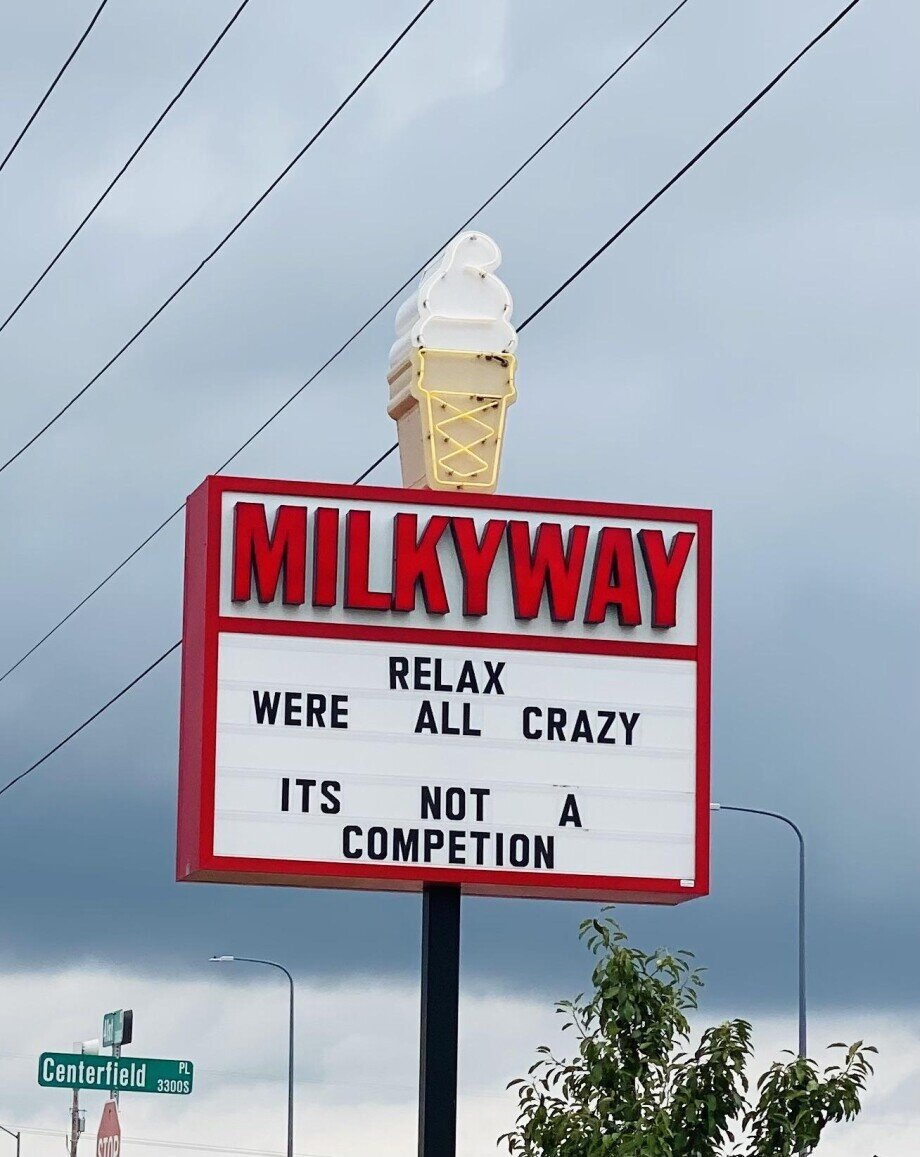 MILKYWAY
RELAX
WERE ALL CRAZY
ITS NOT A
COMPETION
Centerfield PL
3300S
STOP